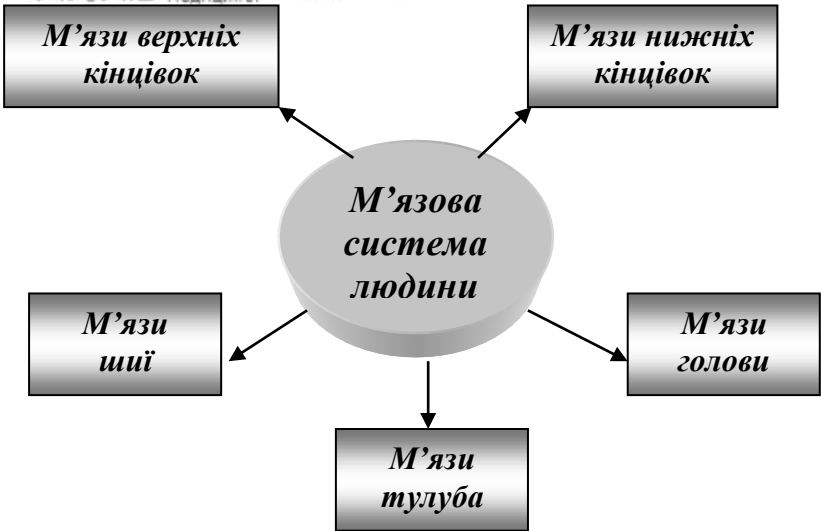 М’язи верхніх
кінцівок
М’язи нижніх
кінцівок
М’язова
система
людини
М’язи
шиї
М’язи
голови
М’язи
тулуба